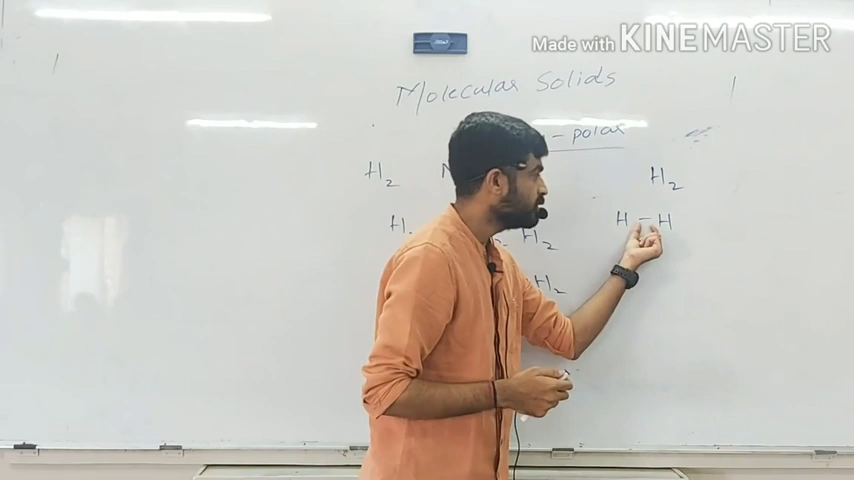 Made with KINEMASTER
Molecular Solids
- polar
H2 H2
H - H
H2
H2